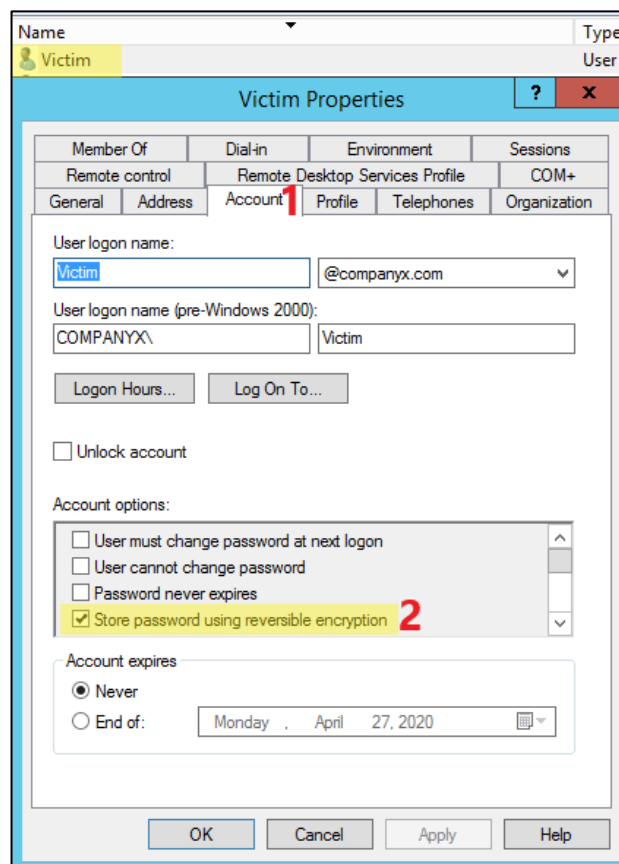 Name Type
Victim User
Victim Properties ? x
Member Of Dial-in Environment Sessions
Remote control Remote Desktop Services Profile COM+
General Address Account 1 Profile Telephones Organization
User logon name:
Victim @companyx.com
User logon name (pre-Windows 2000):
COMPANYX\ Victim
Logon Hours... Log On To...
Unlock account
Account options:
User must change password at next logon
User cannot change password
Password never expires
Store password using reversible encryption 2
Account expires
Never
End of: Monday , April 27, 2020
OK Cancel Apply Help